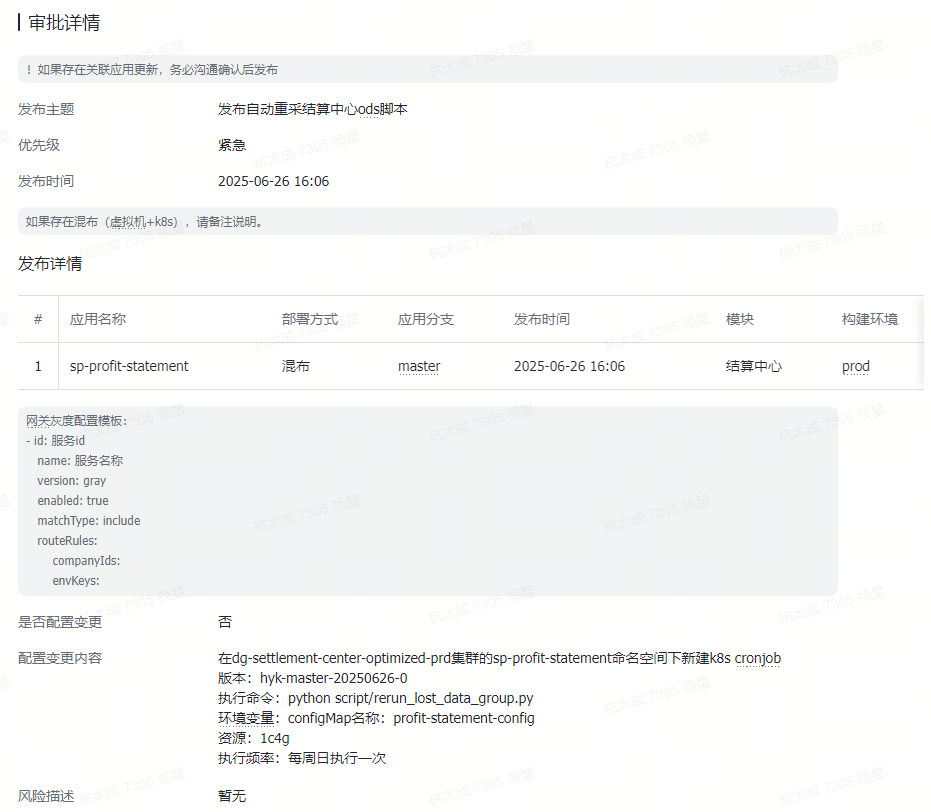 审批详情
！如果存在关联应用更新，务必沟通确认后发布
发布主题 发布自动重采结算中心ods脚本
优先级 紧急
发布时间 2025-06-26 16:06
如果存在混布（虚拟机+k8s），请备注说明。
发布详情
# 应用名称 部署方式 应用分支 发布时间 模块 构建环境
1 sp-profit-statement 混布 master 2025-06-26 16:06 结算中心 prod
网关灰度配置模板：
- id: 服务id
name: 服务名称
version: gray
enabled: true
matchType: include
routeRules:
companyIds:
envKeys:
是否配置变更 否
配置变更内容 在dg-settlement-center-optimized-prd集群的sp-profit-statement命名空间下新建k8s cronjob
版本：hyk-master-20250626-0
执行命令：python script/rerun_lost_data_group.py
环境变量：configMap名称：profit-statement-config
资源：1c4g
执行频率：每周日执行一次
风险描述 暂无